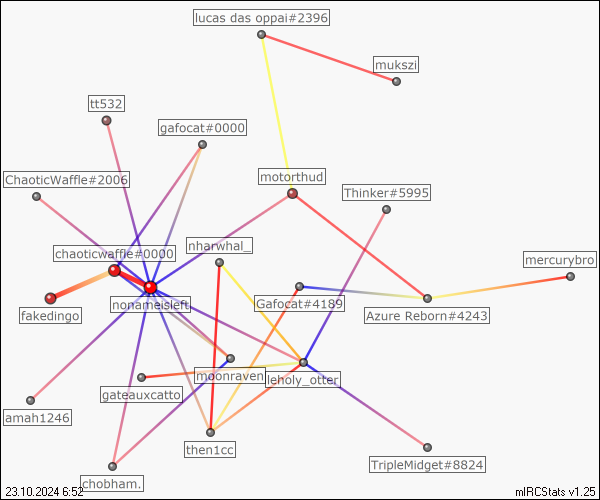 lucas das oppai#2396
mukszi
tt532
gafocat#0000
ChaoticWaffle#2006
motorthud
Thinker#5995
chaoticwaffle#0000
nharwhal_
mercurybro
fakedingo
nonameisleft
Gafocat#4189
Azure Reborn#4243
moonraven
leholy_otter
gateauxcatto
amah1246
then1cc
TripleMidget#8824
chobham.
23.10.2024 6:52
mIRCStats v1.25